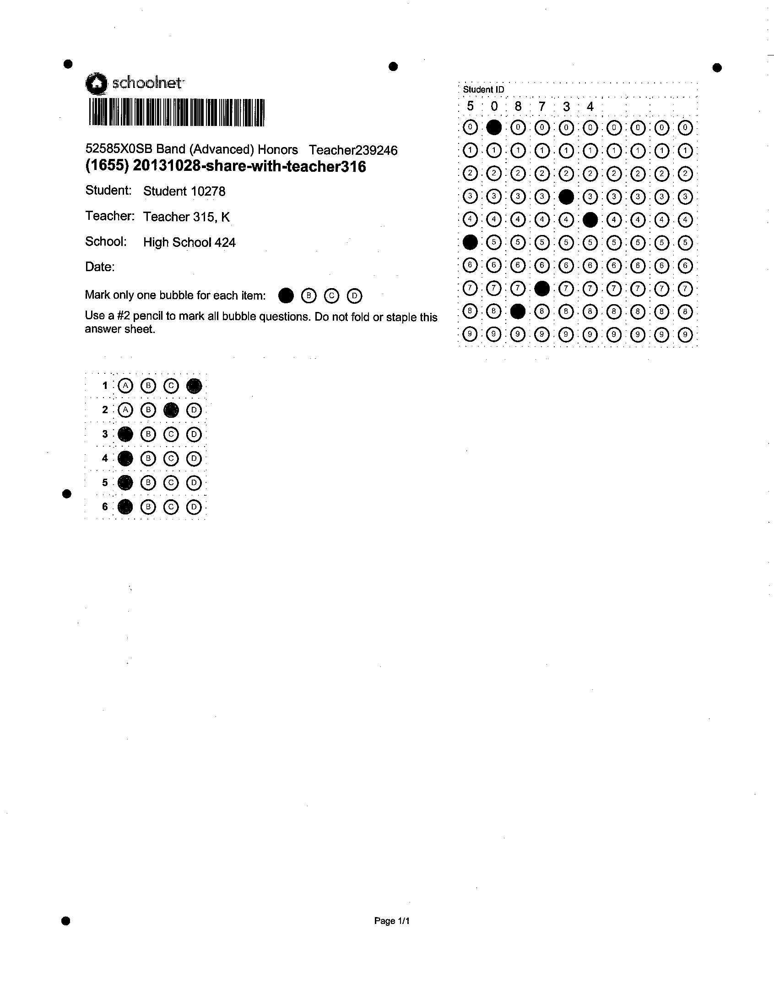 schoolnet
52585X0SB Band (Advanced) Honors Teacher239246
(1655) 20131028-share-with-teacher316
Student: Student 10278
Teacher: Teacher 315, K
School: High School 424
Date:
Mark only one bubble for each item: B C D
Use a #2 pencil to mark all bubble questions. Do not fold or staple this
answer sheet.
Student ID
5 0 8 7 3 4
0 0 0 0 0 0 0 0 0
1 1 1 1 1 1 1 1 1 1
2 2 2 2 2 2 2 2 2 2
3 3 3 3 3 3 3 3 3
4 4 4 4 4 4 4 4 4
5 5 5 5 5 5 5 5 5
6 6 6 6 6 6 6 6 6 6
7 7 7 7 7 7 7 7 7
8 8 8 8 8 8 8 8 8
9 9 9 9 9 9 9 9 9 9
1 A B C
2 A B D
3 B C D
4 B C D
5 B C D
6 B C D
Page 1/1